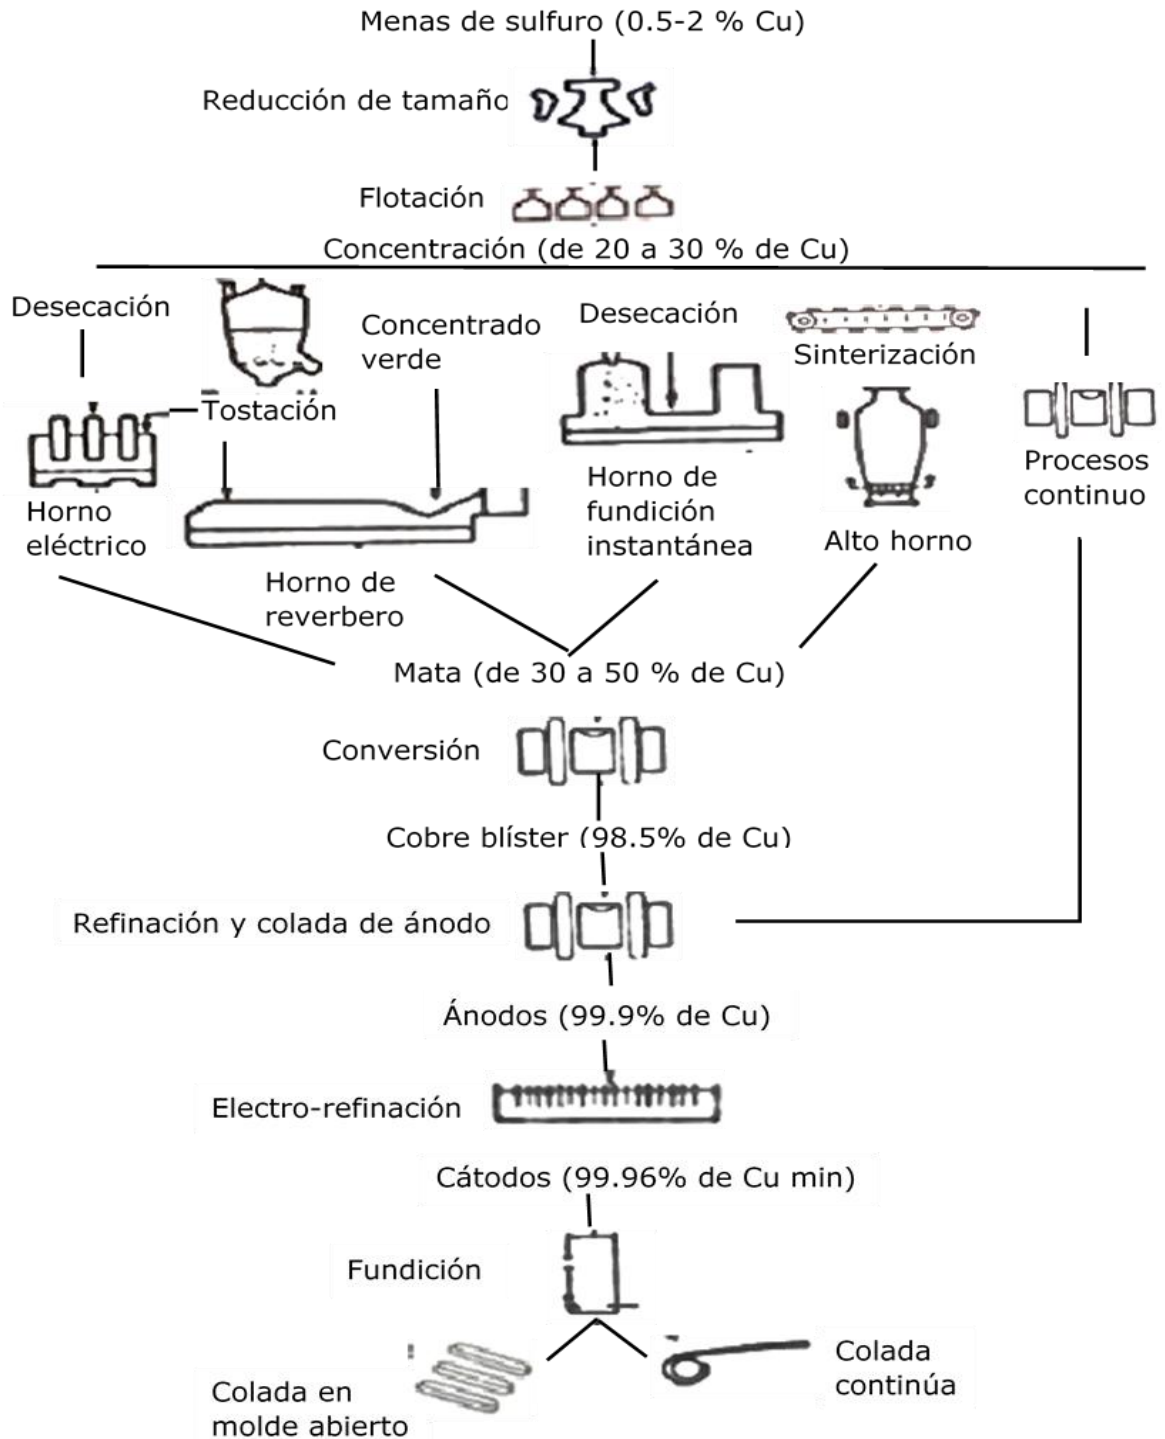 Menas de sulfuro (0.5-2 % Cu)
Reducción de tamaño
Flotación
Concentración (de 20 a 30 % de Cu)
Desecación
Concentrado
verde
Desecación
Sinterización
Tostación
Horno
eléctrico
Horno de
reverbero
Horno de
fundición
instantánea
Alto horno
Procesos
continuo
Mata (de 30 a 50 % de Cu)
Conversión
Cobre blíster (98.5% de Cu)
Refinación y colada de ánodo
Ánodos (99.9% de Cu)
Electro-refinación
Cátodos (99.96% de Cu min)
Fundición
Colada en
molde abierto
Colada
continúa